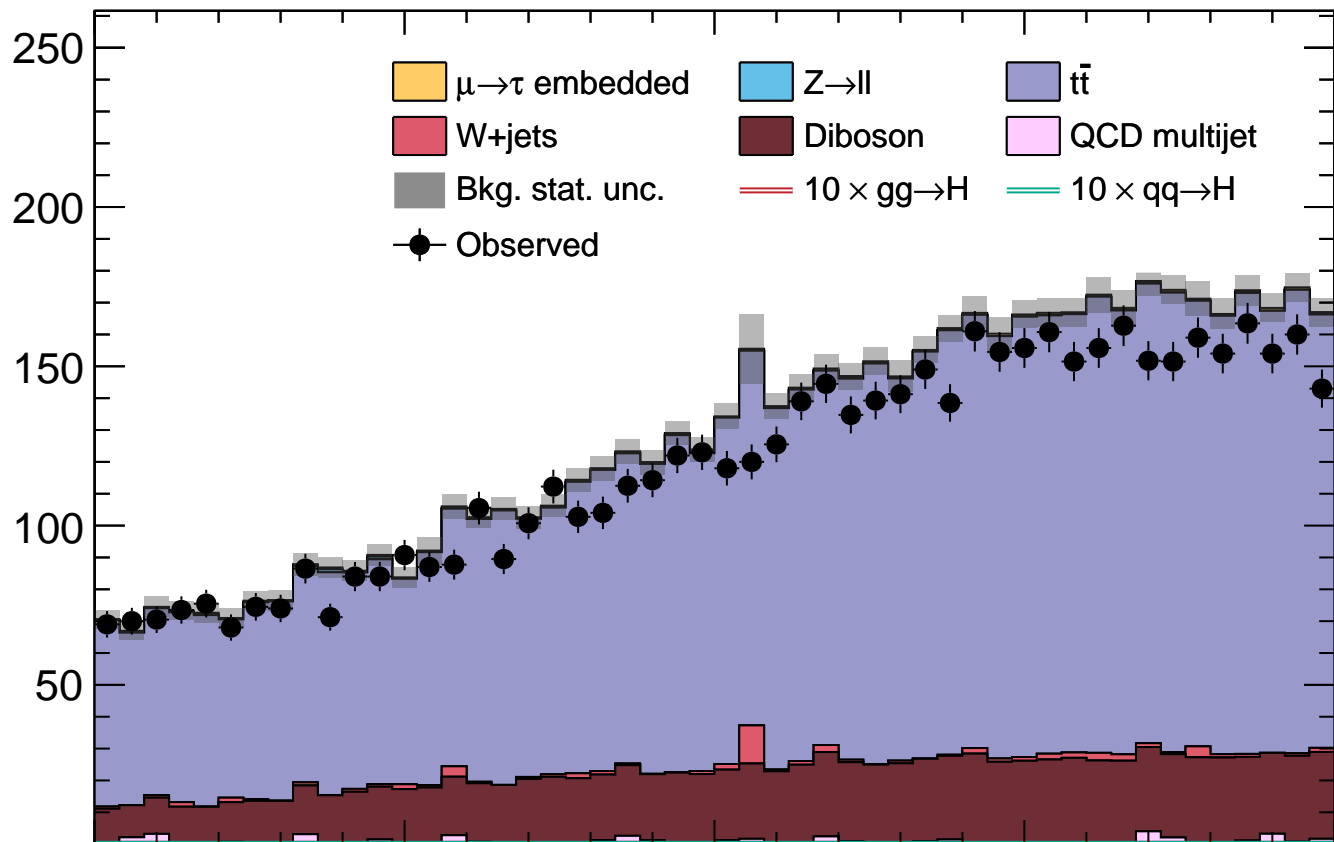 250
μ→τ embedded Z→ll tt̄
W+jets Diboson QCD multijet
200
Bkg. stat. unc. 10 × gg→H 10 × qq→H
Observed
150
100
50